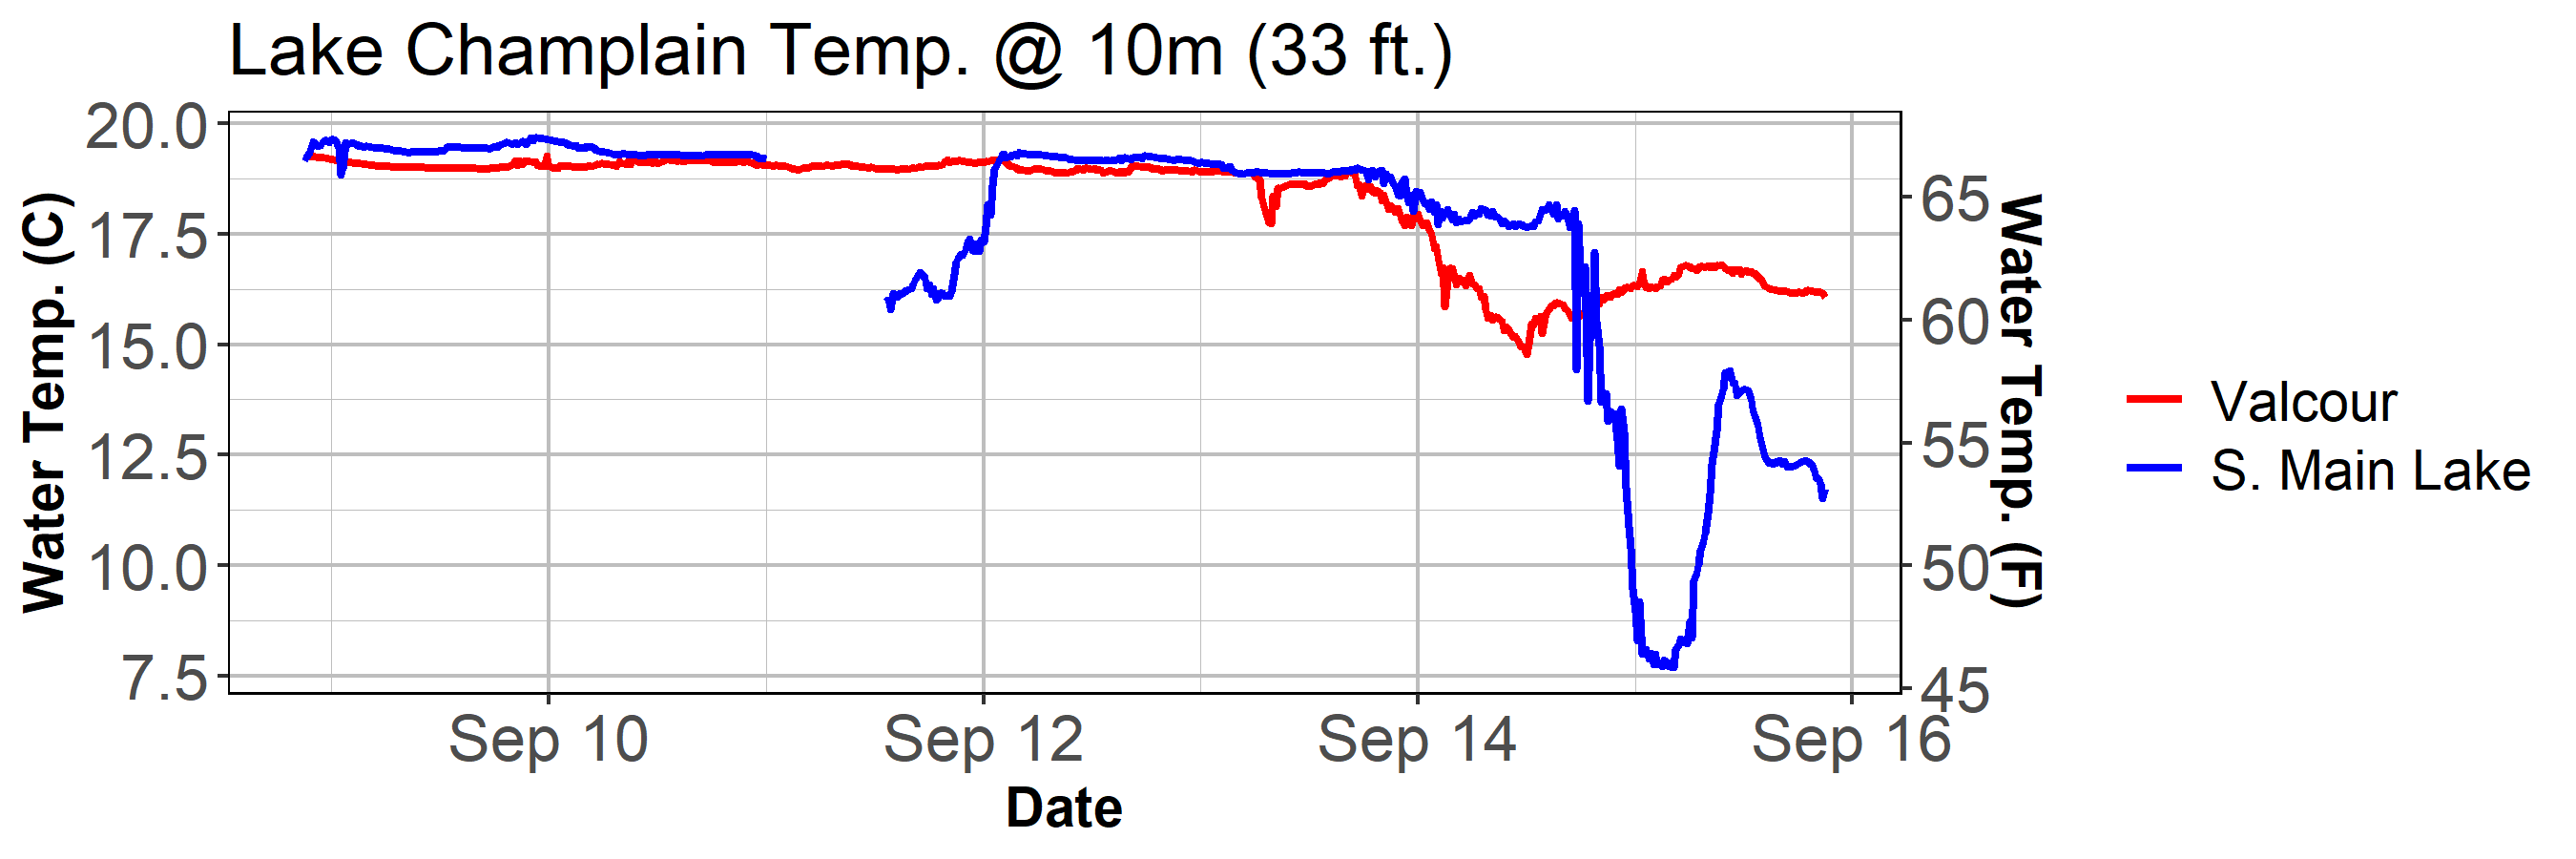 Lake Champlain Temp. @ 10m (33 ft.)
Water Temp. (C)
20.0
17.5
15.0
12.5
10.0
7.5
65
60
55
50
45
Water Temp. (F)
Sep 10
Sep 12
Sep 14
Sep 16
Date
Valcour
S. Main Lake